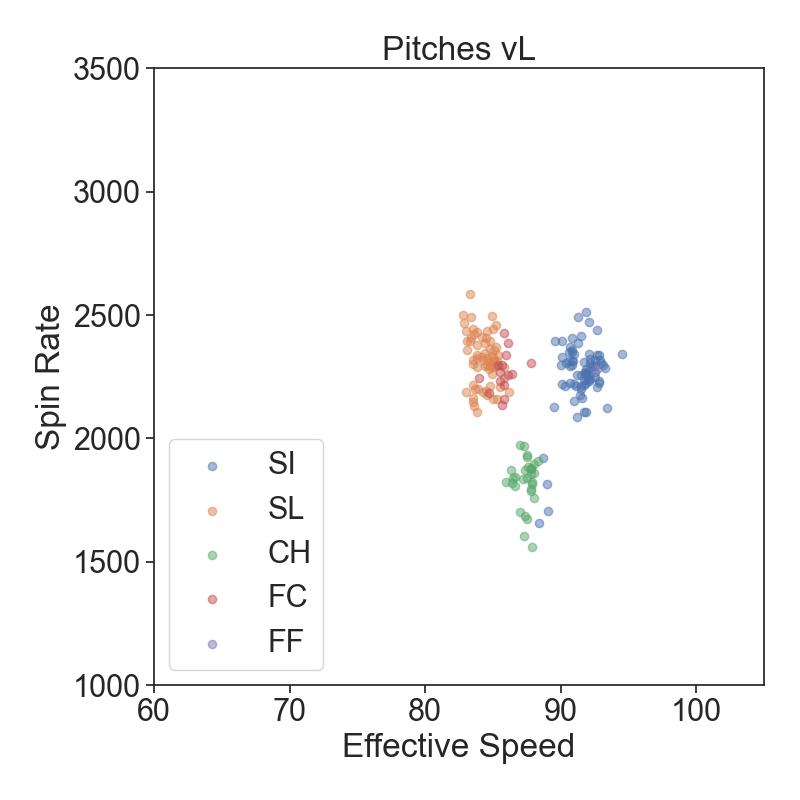 Pitches vL
3500
3000
2500
2000
1500
1000
Spin Rate
SI
SL
CH
FC
FF
60 70 80 90 100
Effective Speed